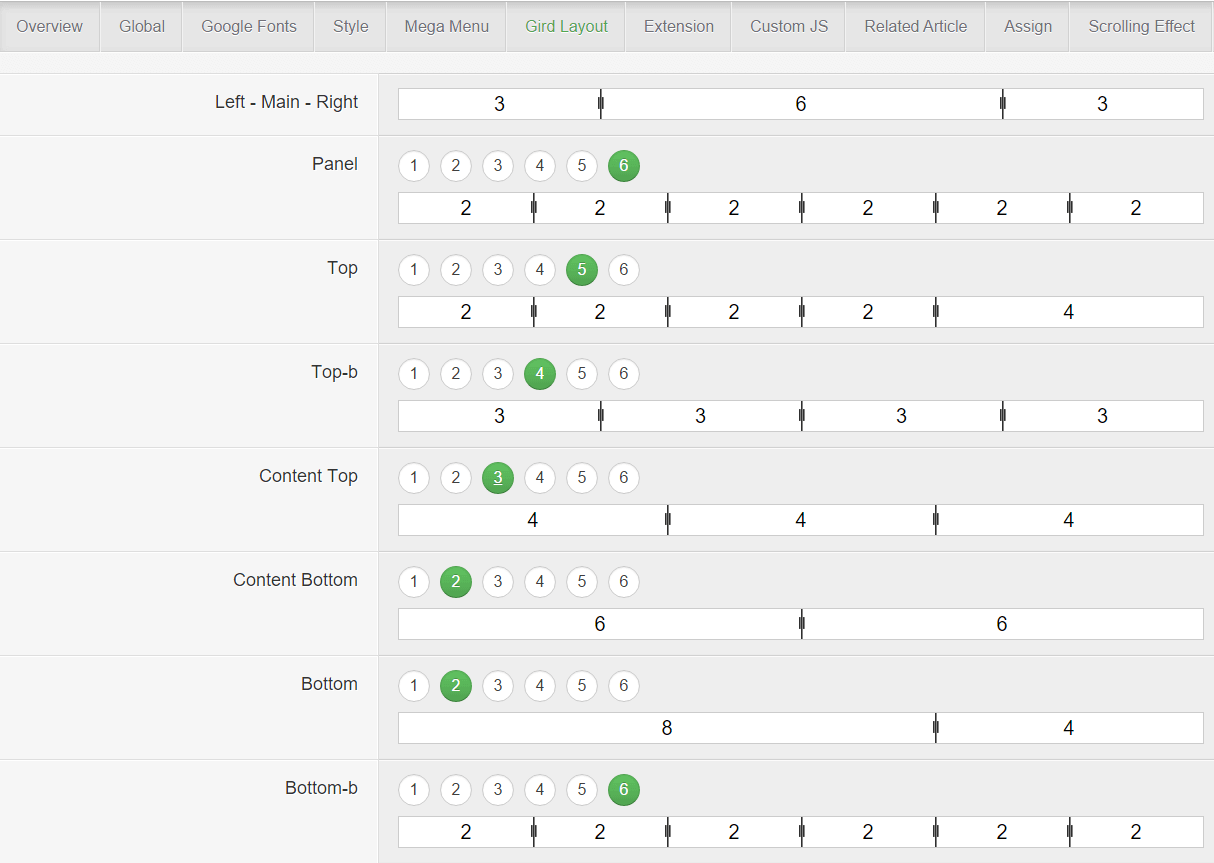 Overview Global Google Fonts Style Mega Menu Gird Layout Extension Custom JS Related Article Assign Scrolling Effect
Left - Main - Right
3 6 3
Panel
1 2 3 4 5 6
2 2 2 2 2 2
Top
1 2 3 4 5 6
2 2 2 2 4
Top-b
1 2 3 4 5 6
3 3 3 3
Content Top
1 2 3 4 5 6
4 4 4
Content Bottom
1 2 3 4 5 6
6 6
Bottom
1 2 3 4 5 6
8 4
Bottom-b
1 2 3 4 5 6
2 2 2 2 2 2